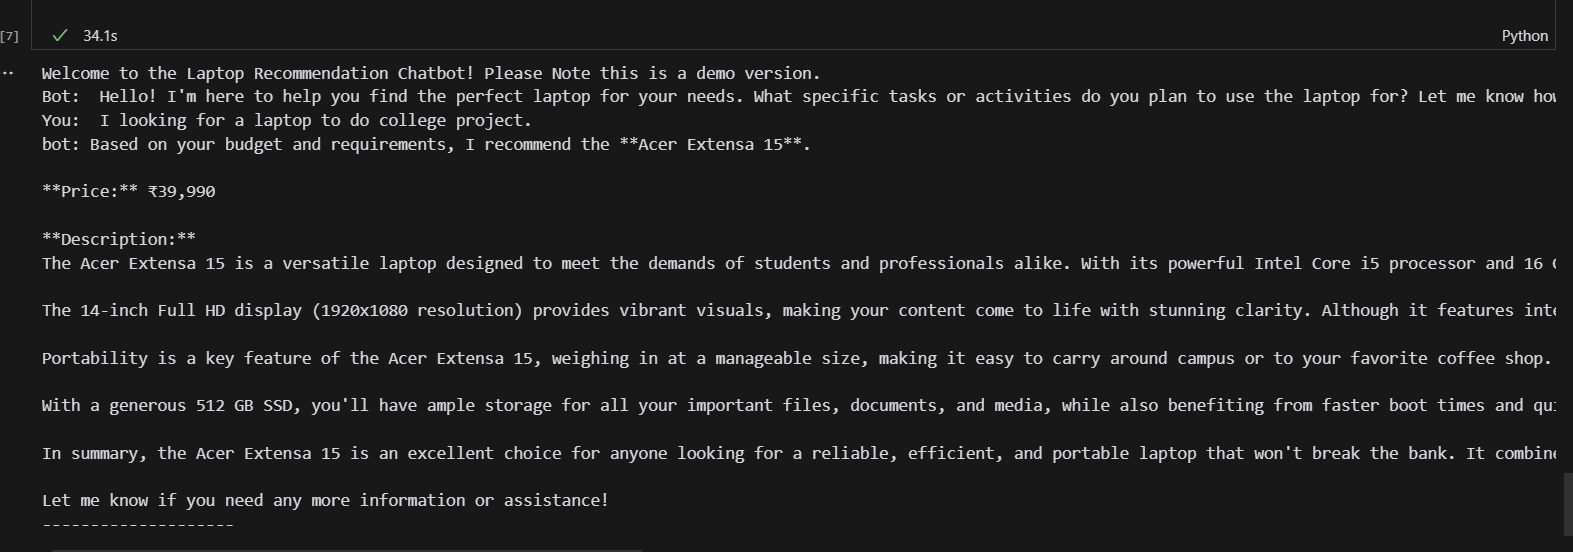 [7] 34.1s Python
Welcome to the Laptop Recommendation Chatbot! Please Note this is a demo version.
Bot:  Hello! I'm here to help you find the perfect laptop for your needs. What specific tasks or activities do you plan to use the laptop for? Let me know how
You:  I looking for a laptop to do college project.
bot: Based on your budget and requirements, I recommend the **Acer Extensa 15**.
**Price:** ₹39,990
**Description:**
The Acer Extensa 15 is a versatile laptop designed to meet the demands of students and professionals alike. With its powerful Intel Core i5 processor and 16
The 14-inch Full HD display (1920x1080 resolution) provides vibrant visuals, making your content come to life with stunning clarity. Although it features inte
Portability is a key feature of the Acer Extensa 15, weighing in at a manageable size, making it easy to carry around campus or to your favorite coffee shop.
With a generous 512 GB SSD, you'll have ample storage for all your important files, documents, and media, while also benefiting from faster boot times and qui
In summary, the Acer Extensa 15 is an excellent choice for anyone looking for a reliable, efficient, and portable laptop that won't break the bank. It combine
Let me know if you need any more information or assistance!
--------------------